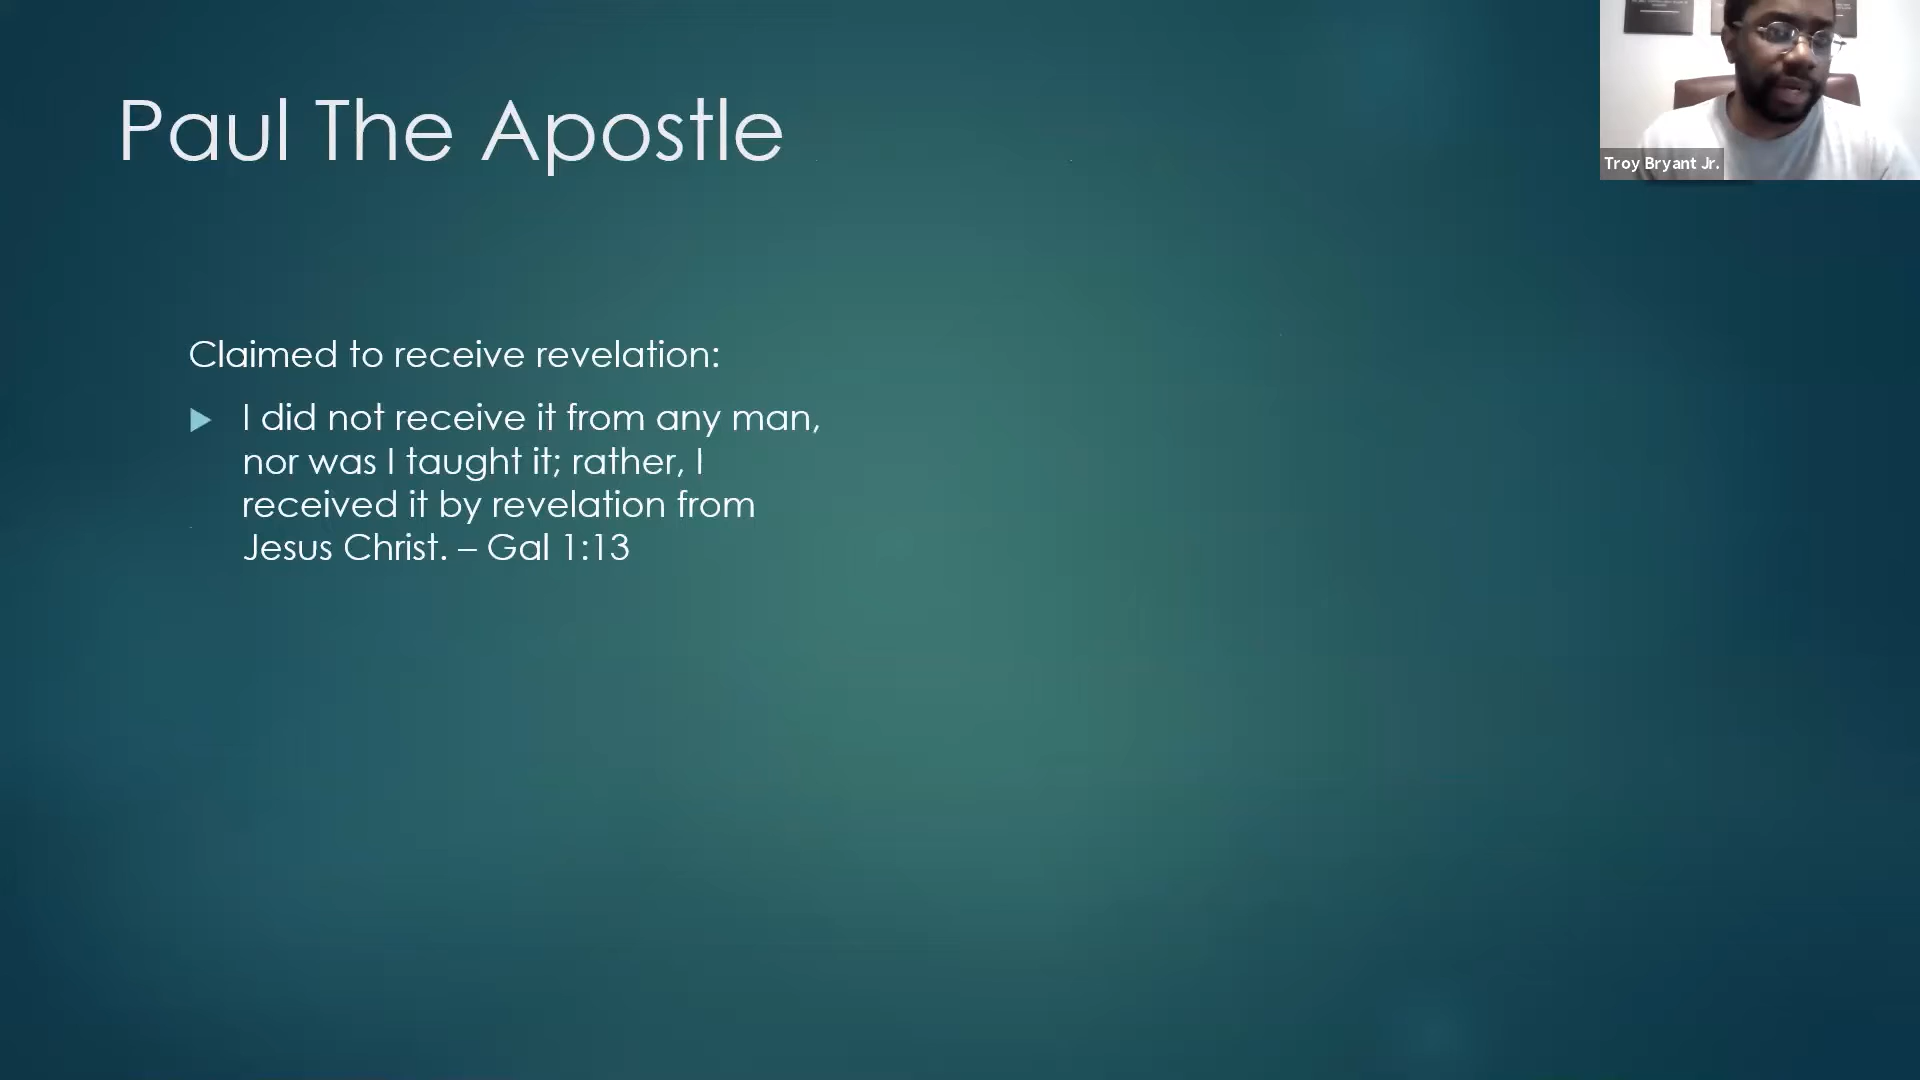 Paul The Apostle
Troy Bryant Jr.
Claimed to receive revelation:
I did not receive it from any man,
nor was I taught it; rather, I
received it by revelation from
Jesus Christ. – Gal 1:13